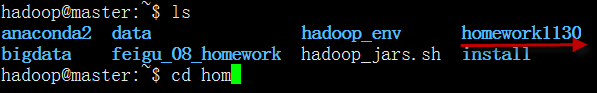 hadoop@master:~$ ls
anaconda2 data hadoop_env homework1130
bigdata feigu_08_homework hadoop_jars.sh install
hadoop@master:~$ cd hom